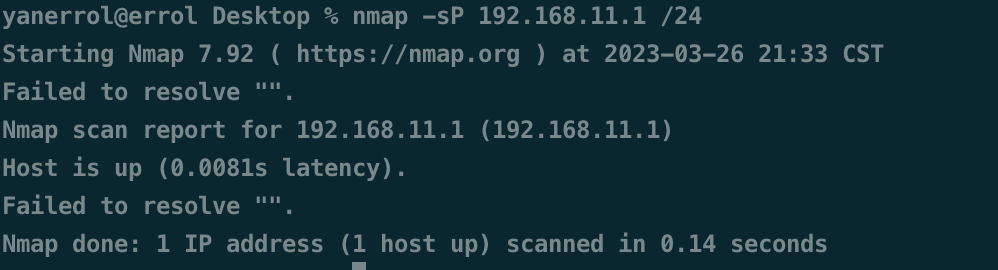 yanerrol@errol Desktop % nmap -sP 192.168.11.1 /24
Starting Nmap 7.92 ( https://nmap.org ) at 2023-03-26 21:33 CST
Failed to resolve "".
Nmap scan report for 192.168.11.1 (192.168.11.1)
Host is up (0.0081s latency).
Failed to resolve "".
Nmap done: 1 IP address (1 host up) scanned in 0.14 seconds